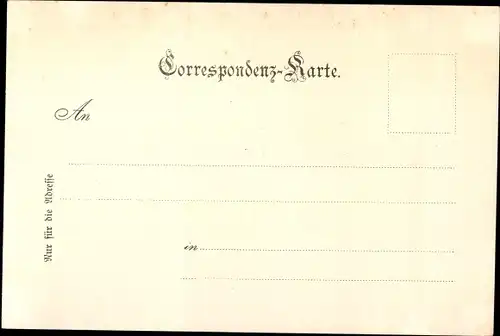 Correspondenz-Karte.
An
in
Nur für die Adresse